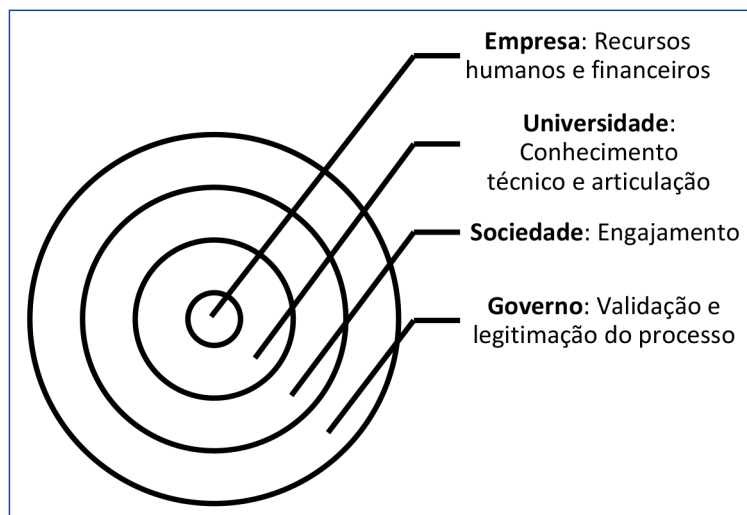 Empresa: Recursos
humanos e financeiros
Universidade:
Conhecimento
técnico e articulação
Sociedade: Engajamento
Governo: Validação e
legitimação do processo